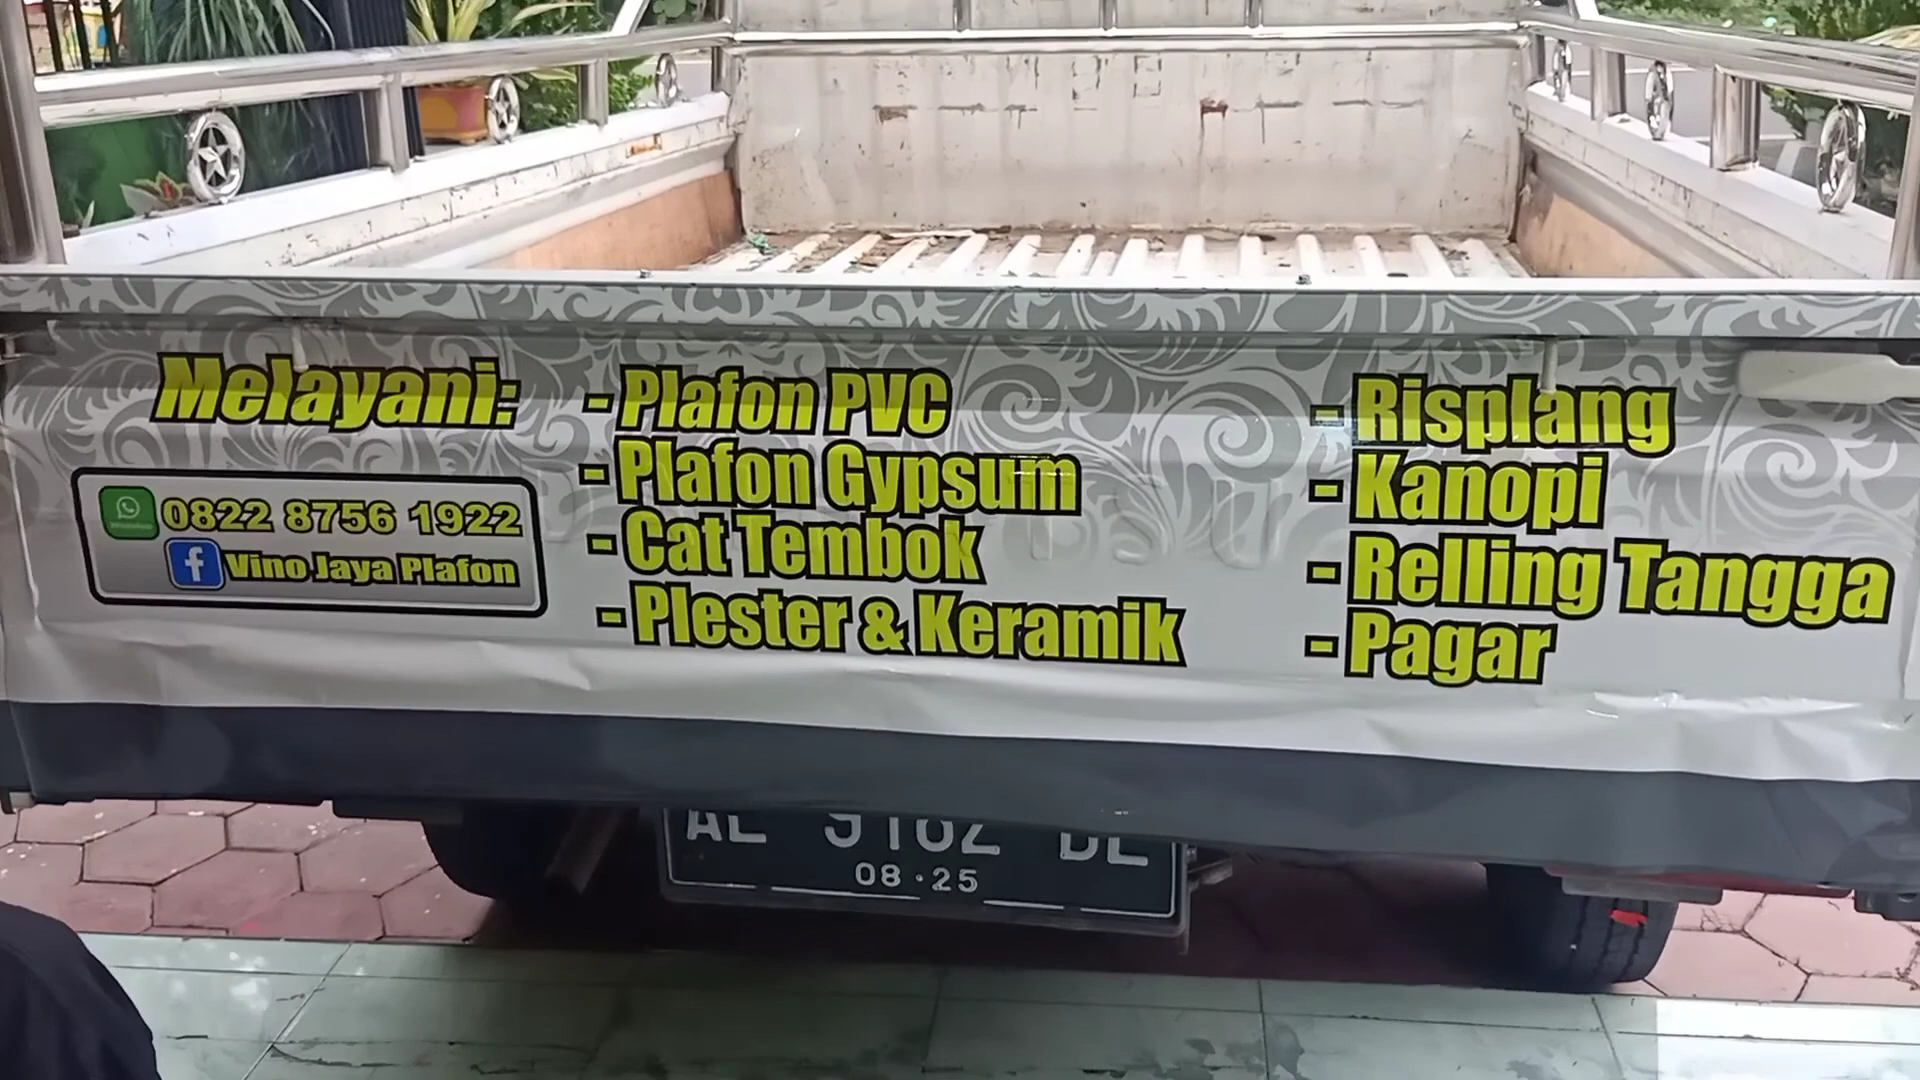 Melayani:
0822 8756 1922
Vino Jaya Plafon
- Plafon PVC
- Plafon Gypsum
- Cat Tembok
- Plester & Keramik
- Risplang
- Kanopi
- Relling Tangga
- Pagar
08·25